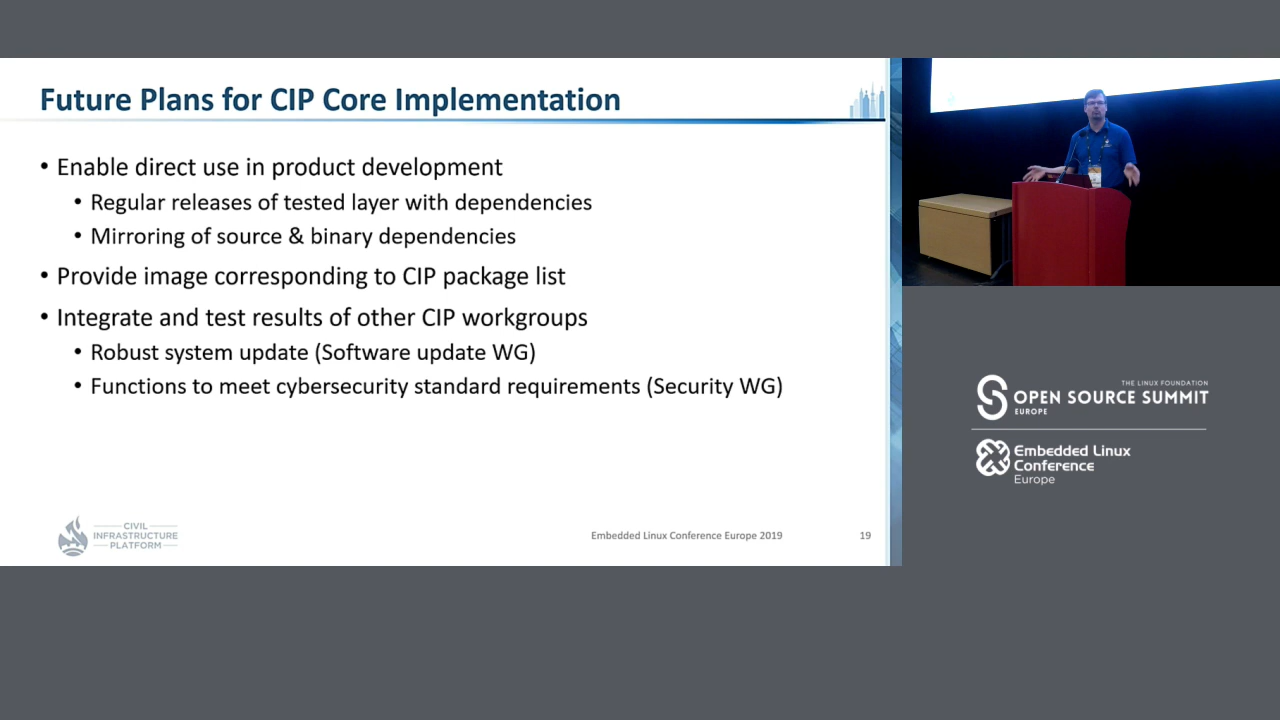 Future Plans for CIP Core Implementation
• Enable direct use in product development
• Regular releases of tested layer with dependencies
• Mirroring of source & binary dependencies
• Provide image corresponding to CIP package list
• Integrate and test results of other CIP workgroups
• Robust system update (Software update WG)
• Functions to meet cybersecurity standard requirements (Security WG)
CIVIL
INFRASTRUCTURE
PLATFORM
Embedded Linux Conference Europe 2019
19
THE LINUX FOUNDATION
OPEN SOURCE SUMMIT
EUROPE
Embedded Linux
Conference
Europe